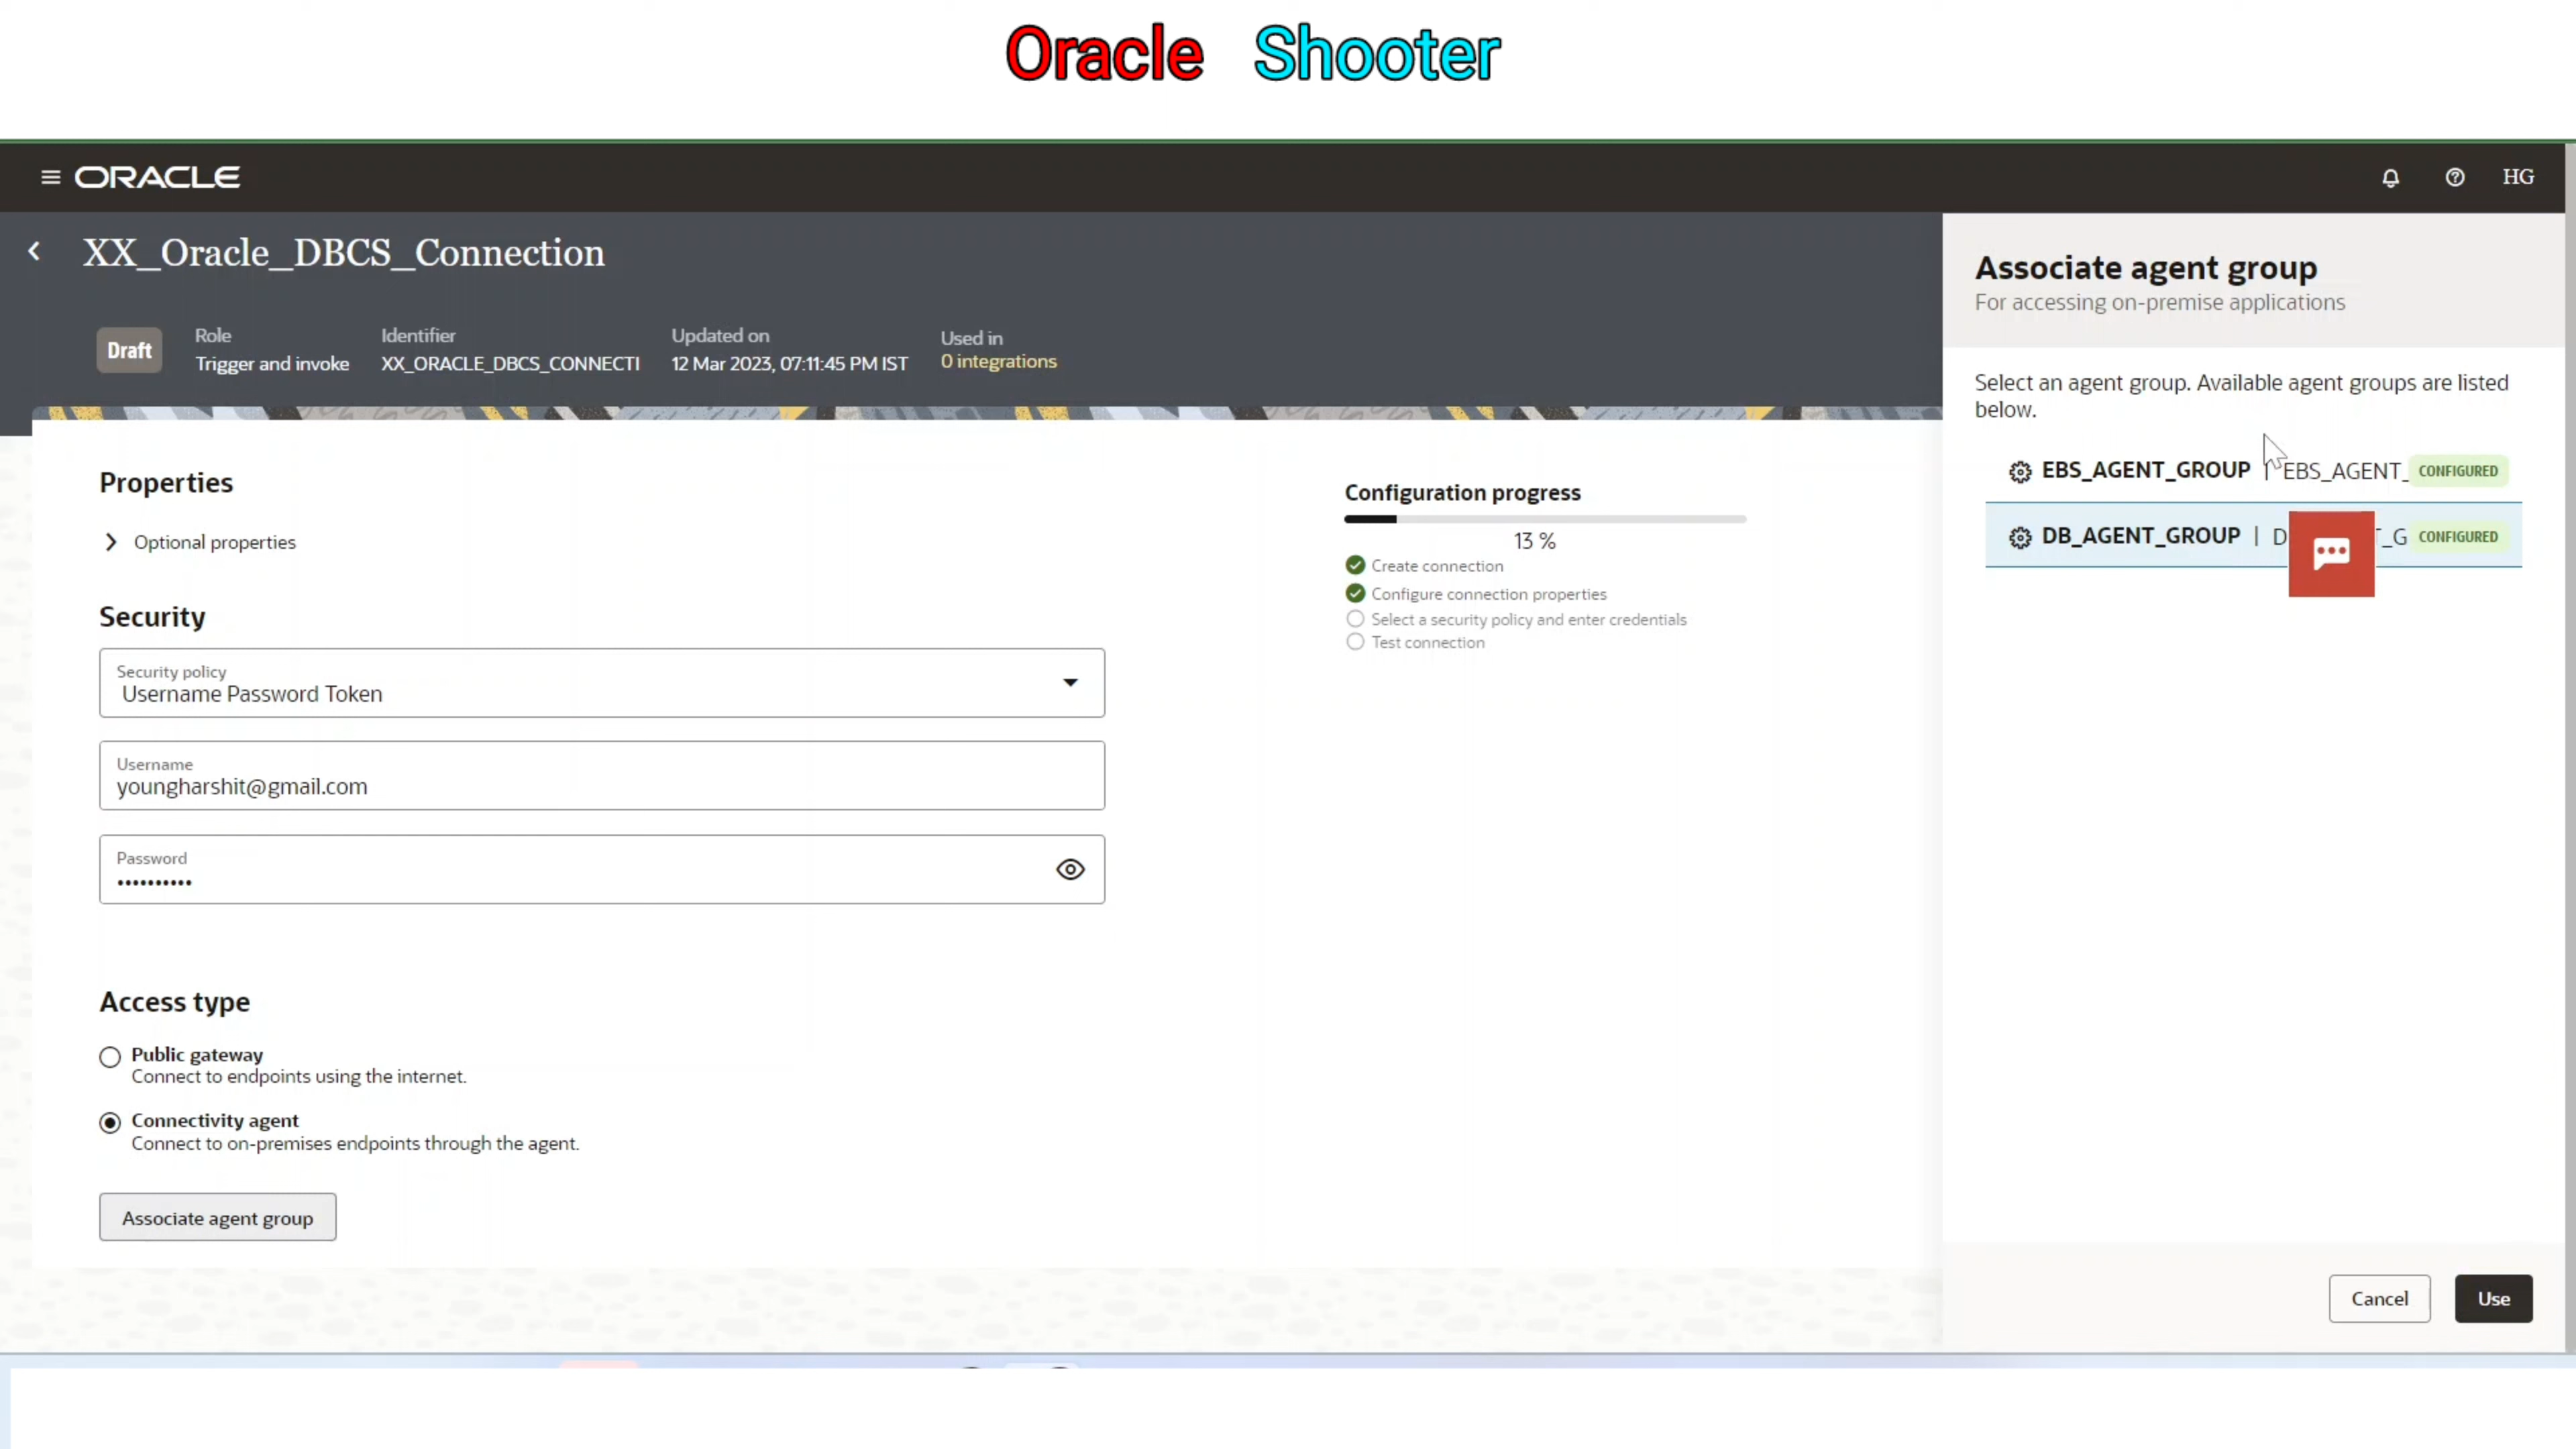 Oracle Shooter
ORACLE
HG
XX_Oracle_DBCS_Connection
Draft
Role
Trigger and invoke
Identifier
XX_ORACLE_DBCS_CONNECTI
Updated on
12 Mar 2023, 07:11:45 PM IST
Used in
0 integrations
Properties
Optional properties
Security
Security policy
Username Password Token
Username
youngharshit@gmail.com
Password
••••••••••
Access type
Public gateway
Connect to endpoints using the internet.
Connectivity agent
Connect to on-premises endpoints through the agent.
Associate agent group
Configuration progress
13 %
Create connection
Configure connection properties
Select a security policy and enter credentials
Test connection
Associate agent group
For accessing on-premise applications
Select an agent group. Available agent groups are listed
below.
EBS_AGENT_GROUP | EBS_AGENT_ CONFIGURED
DB_AGENT_GROUP | CONFIGURED
Cancel
Use